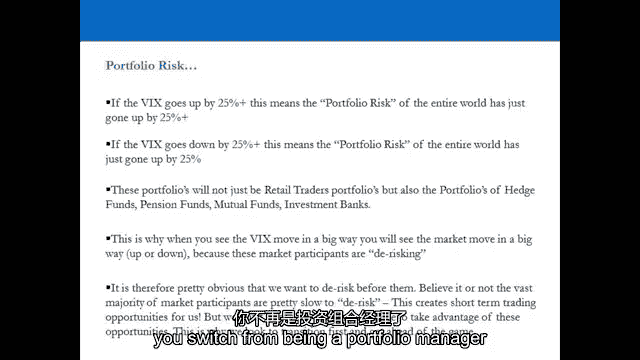 Portfolio Risk…
▪If the VIX goes up by 25%+ this means the “Portfolio Risk” of the entire world has just
gone up by 25%+
▪If the VIX goes down by 25%+ this means the “Portfolio Risk” of the entire world has
just gone up by 25%
▪These portfolio’s will not just be Retail Traders portfolio’s but also the Portfolio’s of Hedge
Funds, Pension Funds, Mutual Funds, Investment Banks.
▪This is why when you see the VIX move in a big way you will see the market move in a big
way (up or down), because these market participants are “de-risking”
▪It is therefore pretty obvious that we want to de-risk before them. Believe it or not the vast
majority of market participants are pretty slow to “de-risk” – This creates short term trading
opportunities for us! But take advantage of these
opportunities. This is
你不再是投资组合经理了
you switch from being a portfolio manager